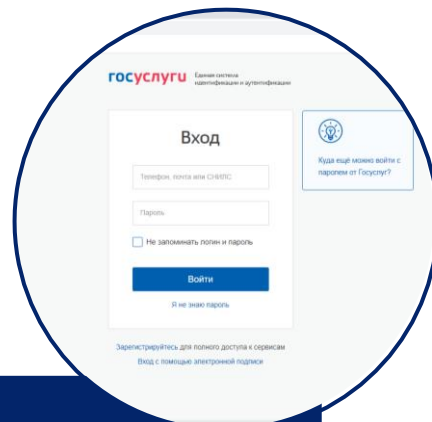 госуслуги
Единая система
идентификации и аутентификации
Вход
Телефон, почта или СНИЛС
Пароль
Не запоминать логин и пароль
Войти
Я не знаю пароль
Куда ещё можно войти с
паролем от Госуслуг?
Зарегистрируйтесь для полного доступа к сервисам
Вход с помощью электронной подписи